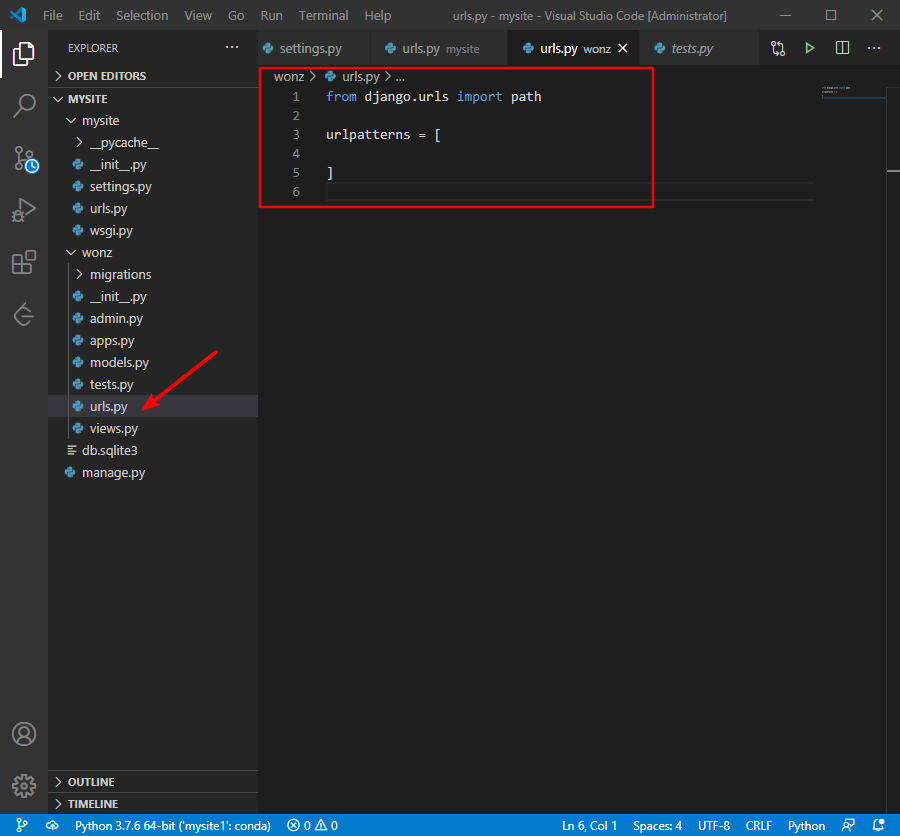 File Edit Selection View Go Run Terminal Help urls.py - mysite - Visual Studio Code [Administrator]
EXPLORER ...
OPEN EDITORS
MYSITE
mysite
__pycache__
__init__.py
settings.py
urls.py
wsgi.py
wonz
migrations
__init__.py
admin.py
apps.py
models.py
tests.py
urls.py
views.py
db.sqlite3
manage.py
OUTLINE
TIMELINE
settings.py urls.py mysite urls.py wonz tests.py ...
wonz > urls.py > ...
1 from django.urls import path
2
3 urlpatterns = [
4
5 ]
6
Python 3.7.6 64-bit ('mysite1': conda) 0 0 Ln 6, Col 1 Spaces: 4 UTF-8 CRLF Python